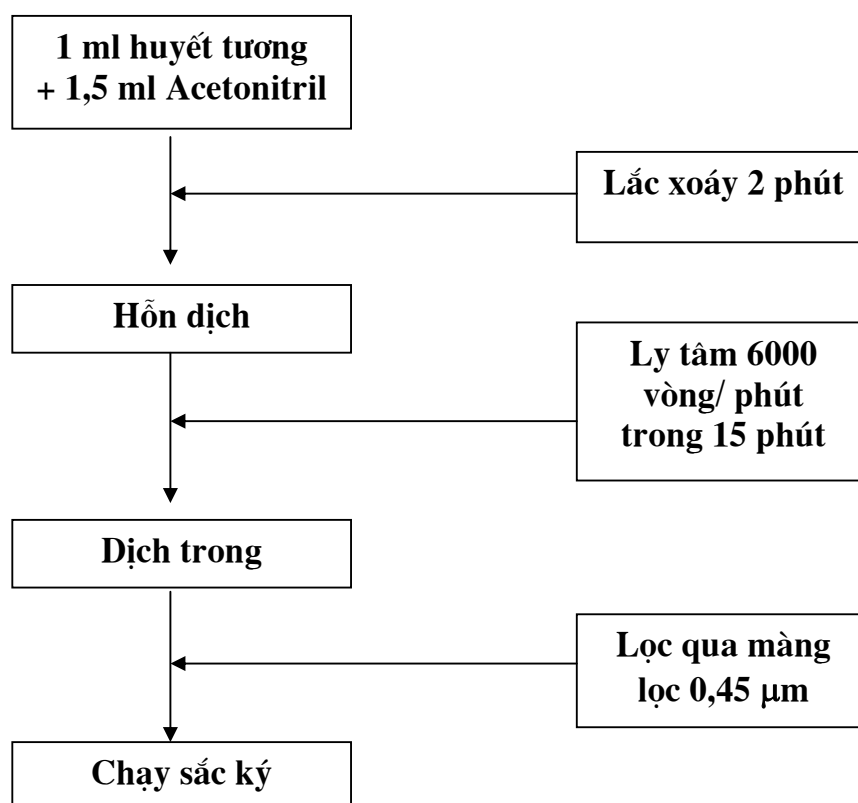 1 ml huyết tương
+ 1,5 ml Acetonitril
Lắc xoáy 2 phút
Hỗn dịch
Ly tâm 6000
vòng/ phút
trong 15 phút
Dịch trong
Lọc qua màng
lọc 0,45 μm
Chạy sắc ký